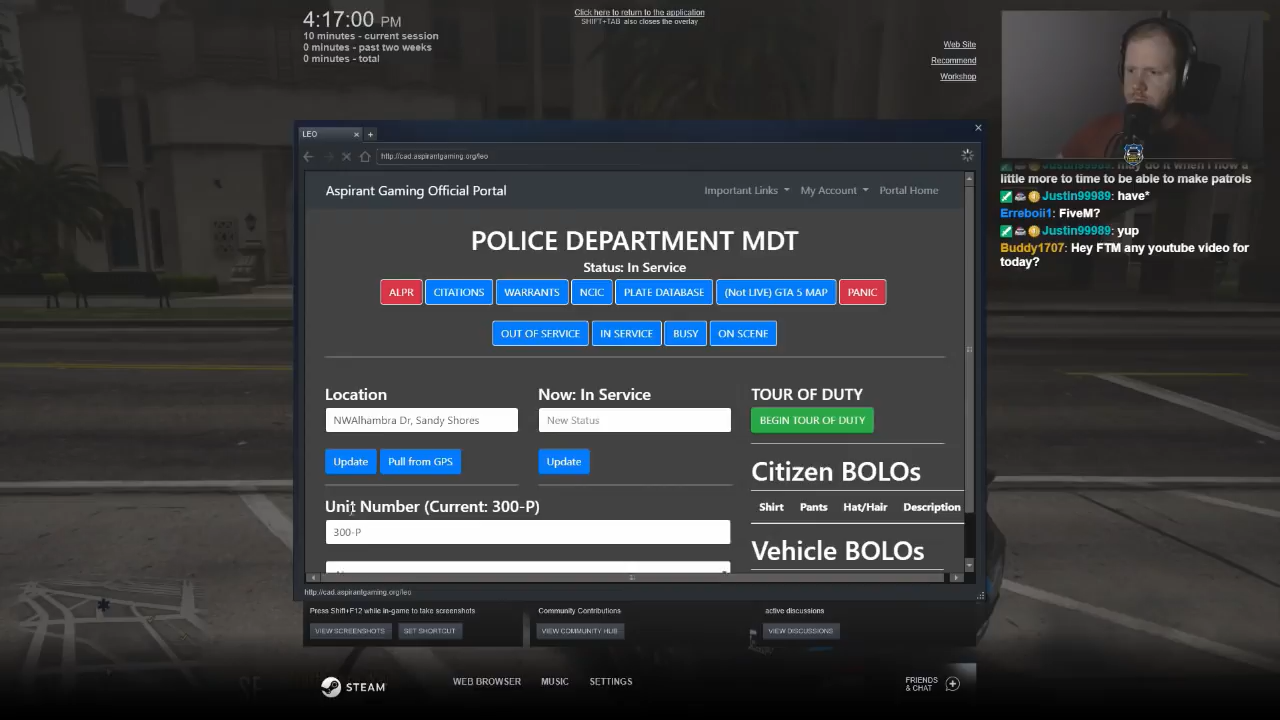 4:17:00 PM
10 minutes - current session
0 minutes - past two weeks
0 minutes - total
Click here to return to the application
SHIFT+TAB also closes the overlay
Web Site
Recommend
Workshop
LEO
http://cad.aspirantgaming.org/leo
Aspirant Gaming Official Portal
Important Links
My Account
Portal Home
POLICE DEPARTMENT MDT
Status: In Service
ALPR
CITATIONS
WARRANTS
NCIC
PLATE DATABASE
(Not LIVE) GTA 5 MAP
PANIC
OUT OF SERVICE
IN SERVICE
BUSY
ON SCENE
Location
NWAlhambra Dr, Sandy Shores
Update
Pull from GPS
Now: In Service
New Status
Update
TOUR OF DUTY
BEGIN TOUR OF DUTY
Citizen BOLOs
Shirt Pants Hat/Hair Description
Vehicle BOLOs
Unit Number (Current: 300-P)
300-P
http://cad.aspirantgaming.org/leo
Press Shift+F12 while in-game to take screenshots
VIEW SCREENSHOTS
SET SHORTCUT
Community Contributions
VIEW COMMUNITY HUB
active discussions
VIEW DISCUSSIONS
STEAM
WEB BROWSER
MUSIC
SETTINGS
FRIENDS
& CHAT
Justin99989: may do it when I how a
little more to time to be able to make patrols
Justin99989: have*
Erreboii1: FiveM?
Justin99989: yup
Buddy1707: Hey FTM any youtube video for
today?